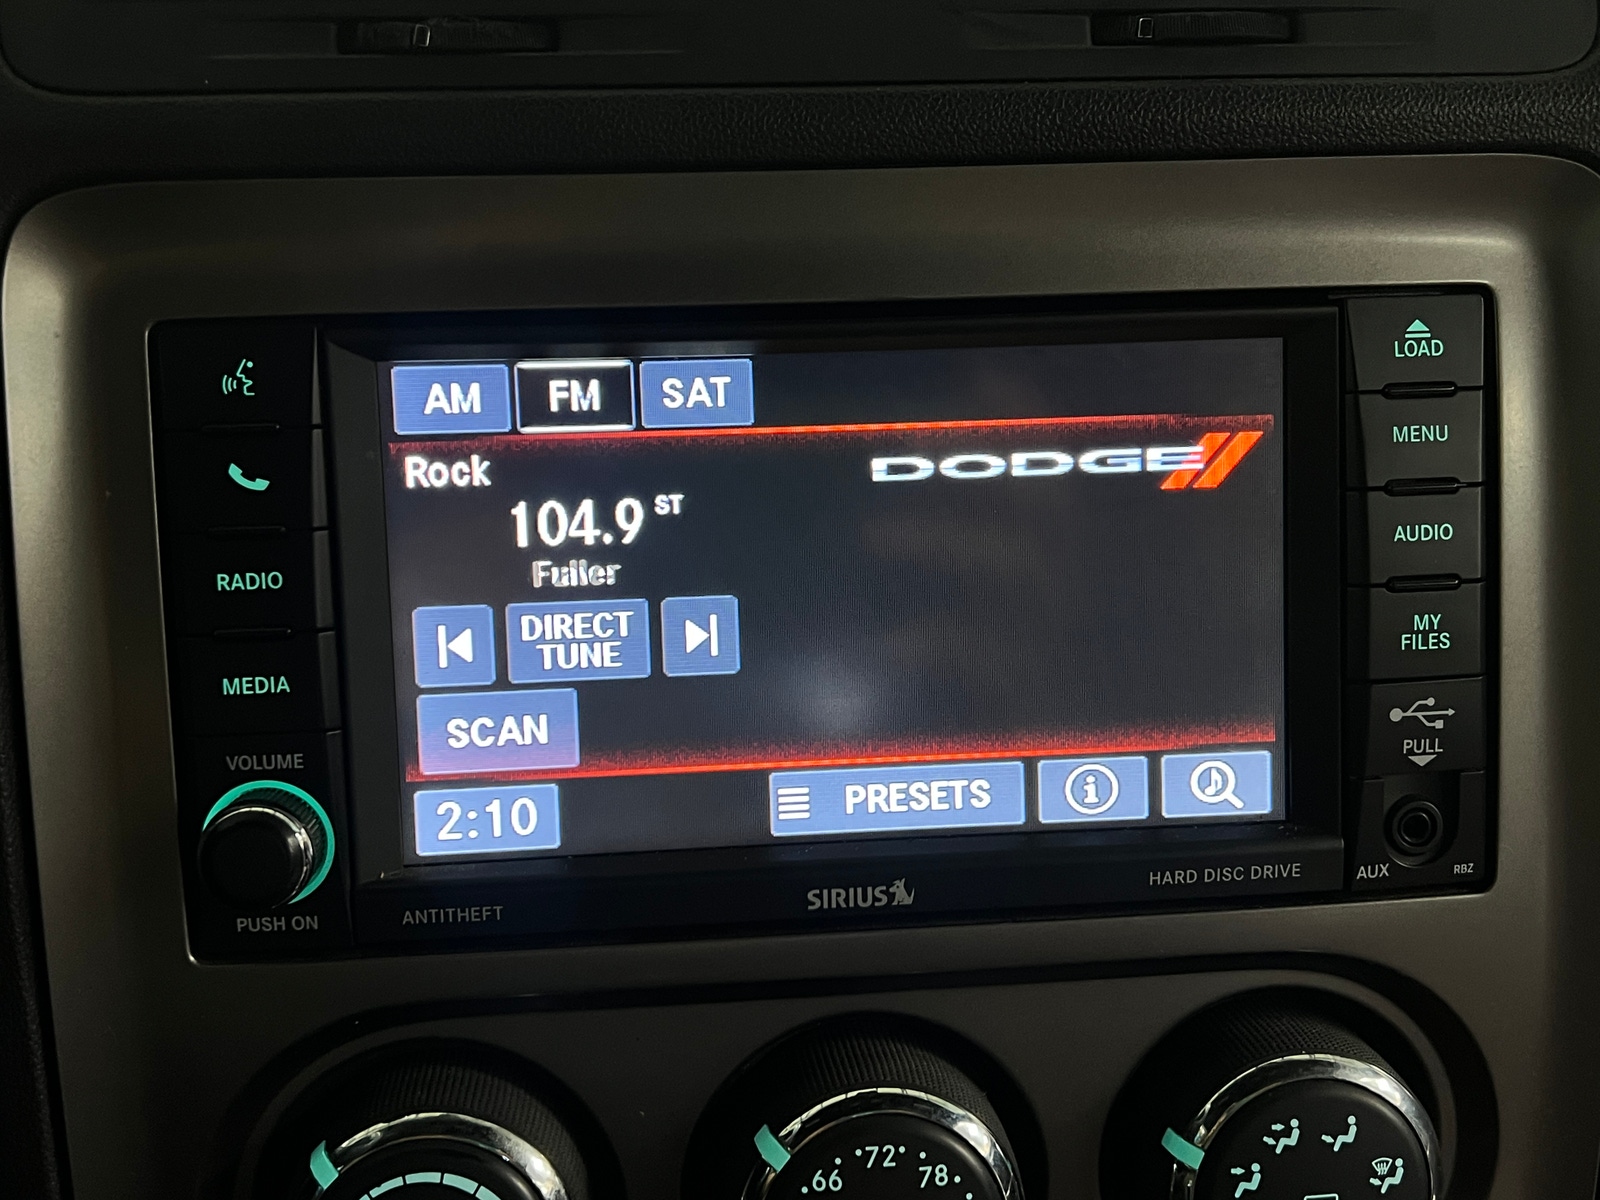 AM FM SAT
Rock
DODGE
104.9 ST
Fuller
DIRECT
TUNE
SCAN
2:10
PRESETS
RADIO
MEDIA
VOLUME
PUSH ON
LOAD
MENU
AUDIO
MY
FILES
PULL
AUX
RBZ
ANTITHEFT
SIRIUS
HARD DISC DRIVE
.66 72 78.